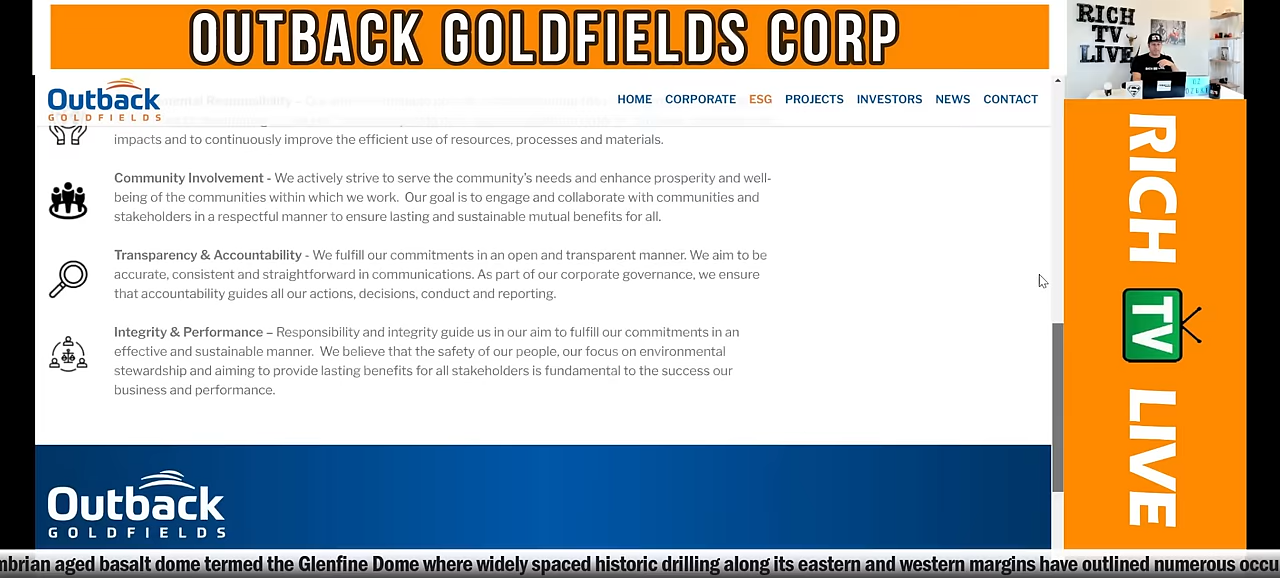 OUTBACK GOLDFIELDS CORP
RICH
TV
LIVE
Outback
GOLDFIELDS
HOME CORPORATE ESG PROJECTS INVESTORS NEWS CONTACT
impacts and to continuously improve the efficient use of resources, processes and materials.
Community Involvement - We actively strive to serve the community's needs and enhance prosperity and well-
being of the communities within which we work. Our goal is to engage and collaborate with communities and
stakeholders in a respectful manner to ensure lasting and sustainable mutual benefits for all.
Transparency & Accountability - We fulfill our commitments in an open and transparent manner. We aim to be
accurate, consistent and straightforward in communications. As part of our corporate governance, we ensure
that accountability guides all our actions, decisions, conduct and reporting.
Integrity & Performance – Responsibility and integrity guide us in our aim to fulfill our commitments in an
effective and sustainable manner. We believe that the safety of our people, our focus on environmental
stewardship and aiming to provide lasting benefits for all stakeholders is fundamental to the success our
business and performance.
Outback
GOLDFIELDS
RICH TV LIVE
mbrian aged basalt dome termed the Glenfine Dome where widely spaced historic drilling along its eastern and western margins have outlined numerous occu